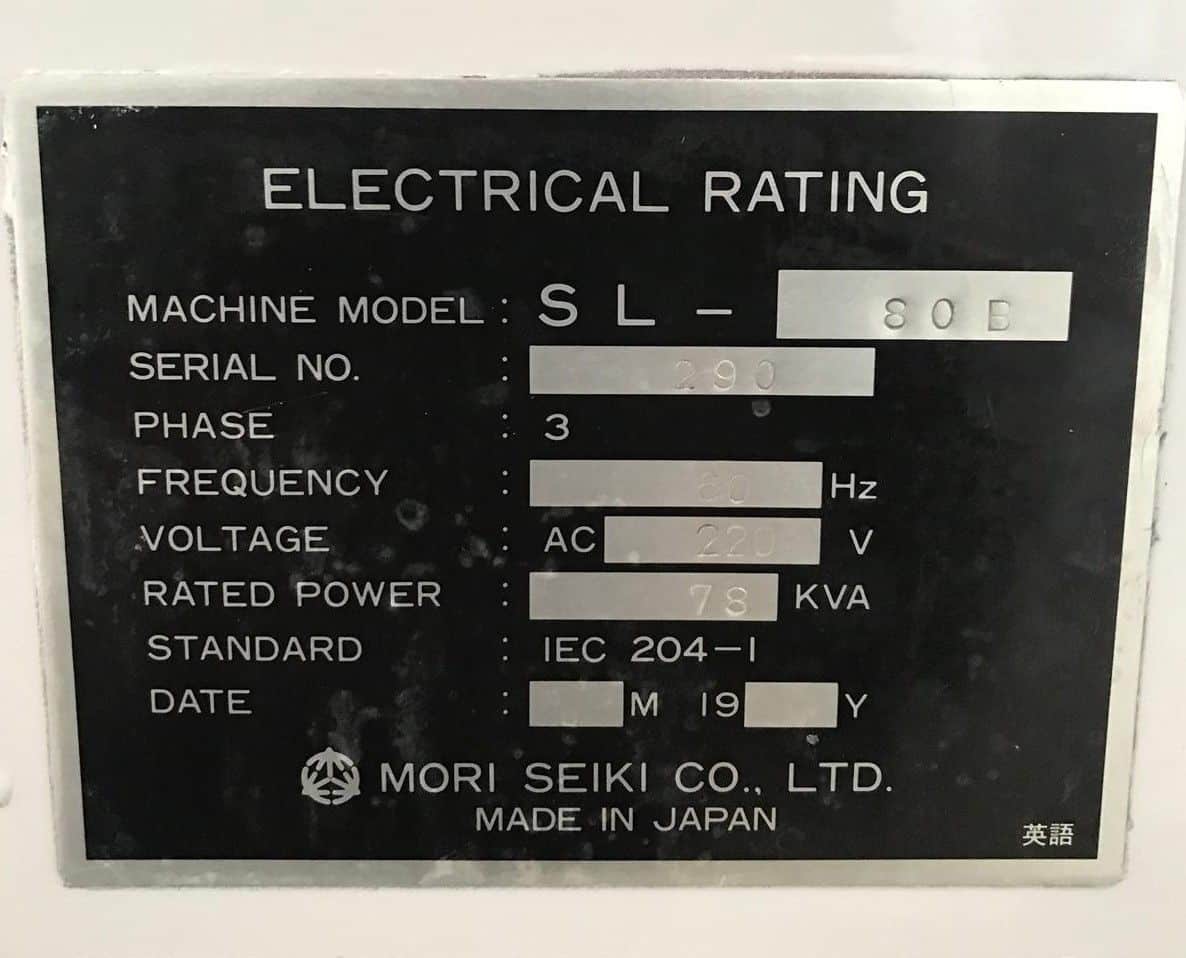 ELECTRICAL RATING
MACHINE MODEL : SL- 80B
SERIAL NO. : 290
PHASE : 3
FREQUENCY : 60 Hz
VOLTAGE : AC 220 V
RATED POWER : 78 KVA
STANDARD : IEC 204-1
DATE : M 19 Y
MORI SEIKI CO., LTD.
MADE IN JAPAN
英語